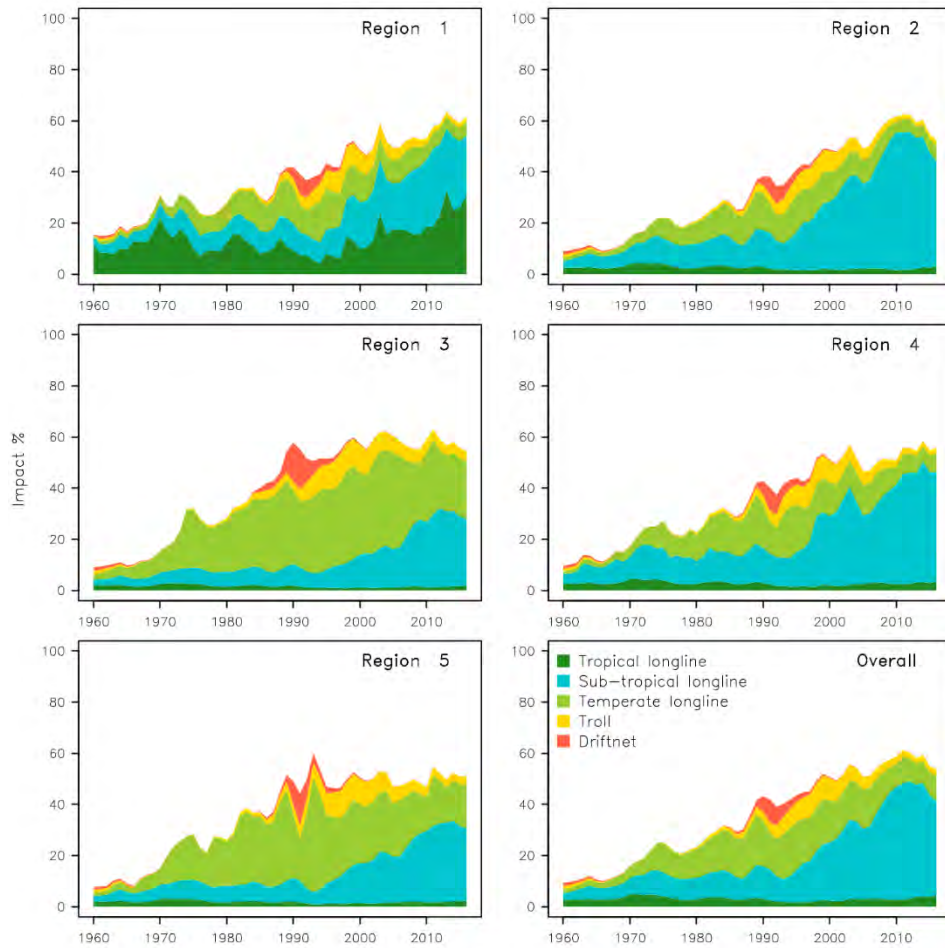 Impact %
Region 1
100
80
60
40
20
0
1960 1970 1980 1990 2000 2010
Region 2
100
80
60
40
20
0
1960 1970 1980 1990 2000 2010
Region 3
100
80
60
40
20
0
1960 1970 1980 1990 2000 2010
Region 4
100
80
60
40
20
0
1960 1970 1980 1990 2000 2010
Region 5
100
80
60
40
20
0
1960 1970 1980 1990 2000 2010
Overall
100
80
60
40
20
0
Tropical longline
Sub-tropical longline
Temperate longline
Troll
Driftnet
1960 1970 1980 1990 2000 2010